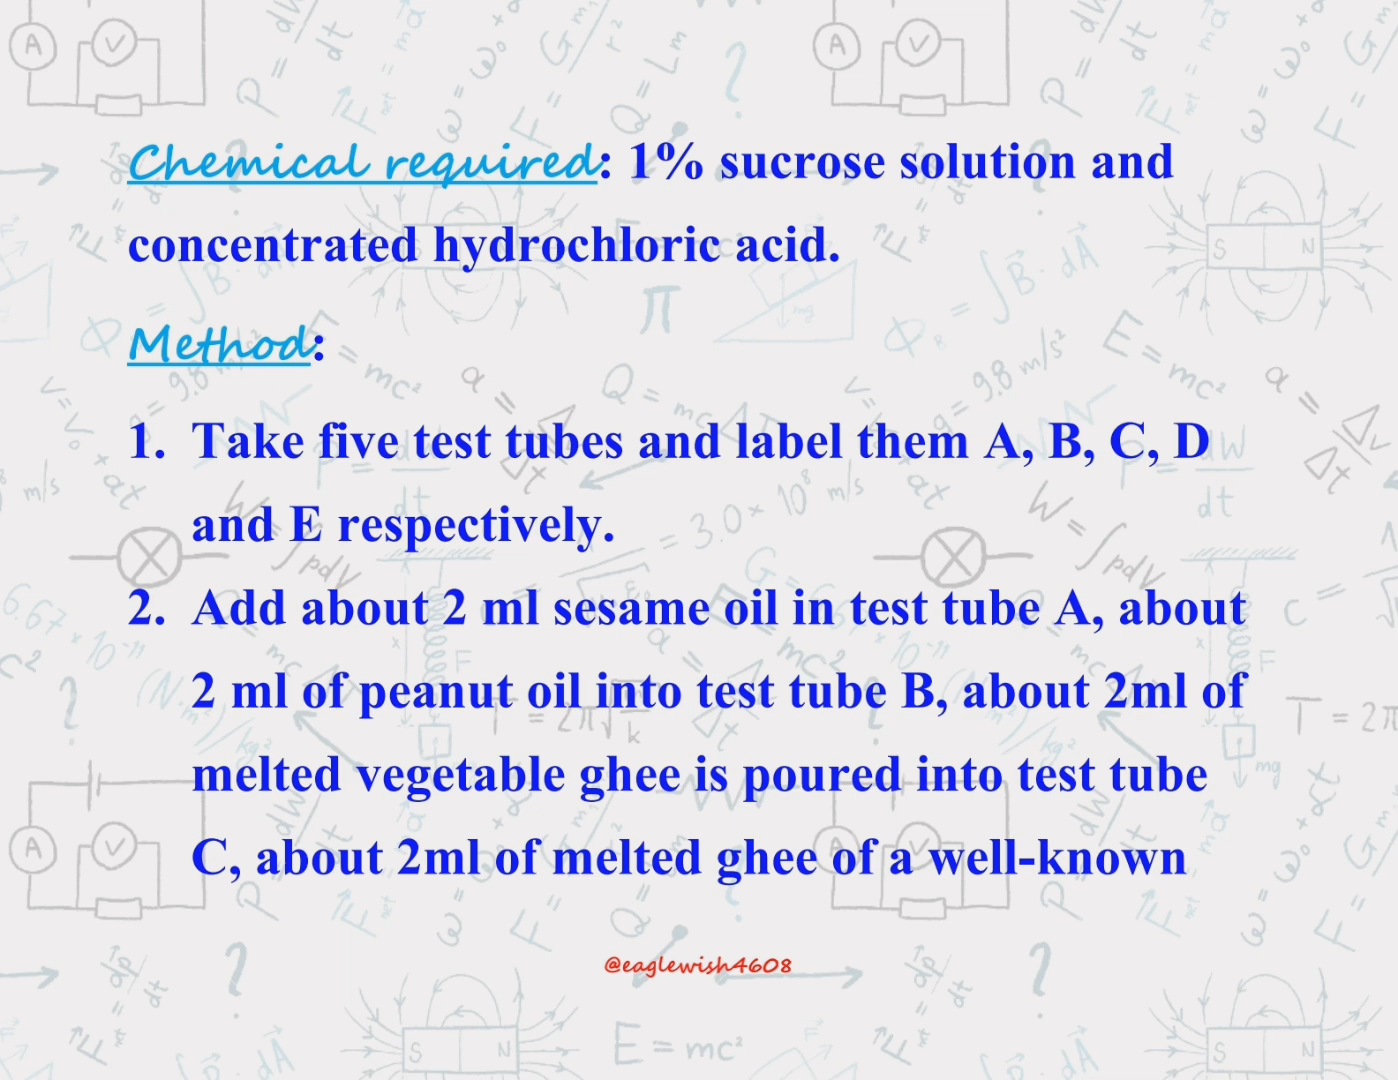 Chemical required: 1% sucrose solution and
concentrated hydrochloric acid.
Method:
1. Take five test tubes and label them A, B, C, D
and E respectively.
2. Add about 2 ml sesame oil in test tube A, about
2 ml of peanut oil into test tube B, about 2ml of
melted vegetable ghee is poured into test tube
C, about 2ml of melted ghee of a well-known
@eaglewish4608